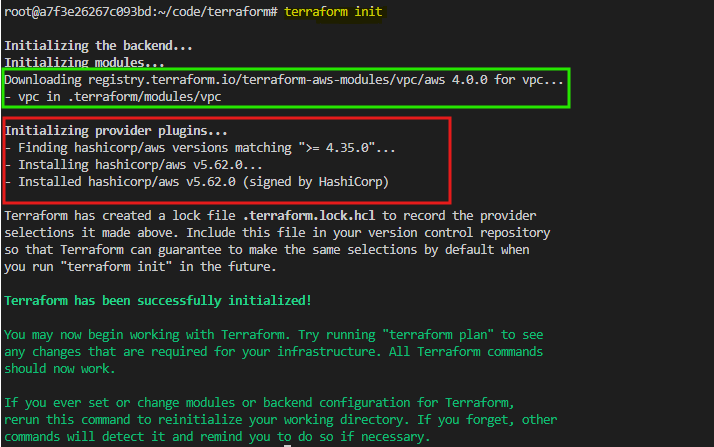 root@a7f3e26267c093bd:~/code/terraform# terraform init
Initializing the backend...
Initializing modules...
Downloading registry.terraform.io/terraform-aws-modules/vpc/aws 4.0.0 for vpc...
- vpc in .terraform/modules/vpc
Initializing provider plugins...
- Finding hashicorp/aws versions matching ">= 4.35.0"...
- Installing hashicorp/aws v5.62.0...
- Installed hashicorp/aws v5.62.0 (signed by HashiCorp)
Terraform has created a lock file .terraform.lock.hcl to record the provider
selections it made above. Include this file in your version control repository
so that Terraform can guarantee to make the same selections by default when
you run "terraform init" in the future.
Terraform has been successfully initialized!
You may now begin working with Terraform. Try running "terraform plan" to see
any changes that are required for your infrastructure. All Terraform commands
should now work.
If you ever set or change modules or backend configuration for Terraform,
rerun this command to reinitialize your working directory. If you forget, other
commands will detect it and remind you to do so if necessary.